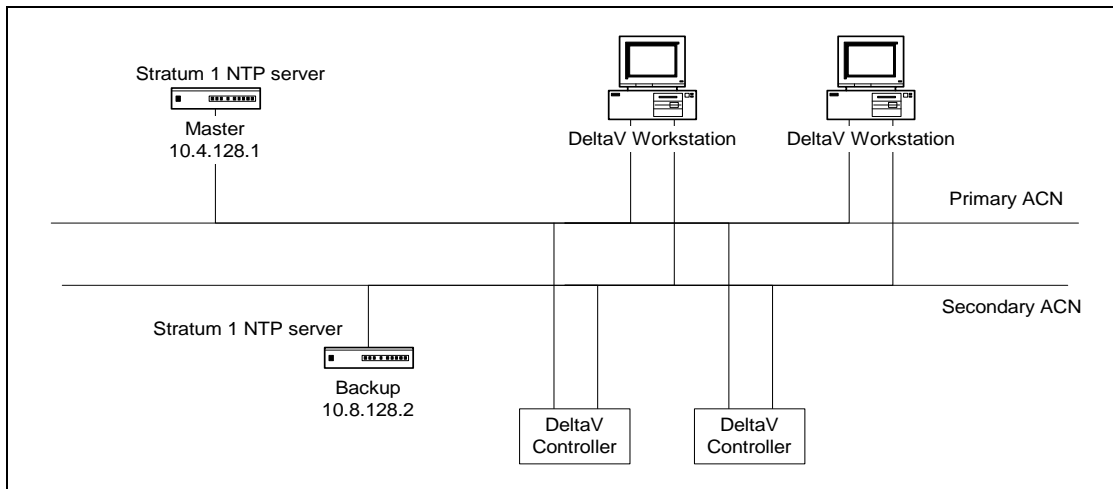 Stratum 1 NTP server
Master
10.4.128.1
DeltaV Workstation
DeltaV Workstation
Primary ACN
Secondary ACN
Stratum 1 NTP server
Backup
10.8.128.2
DeltaV
Controller
DeltaV
Controller